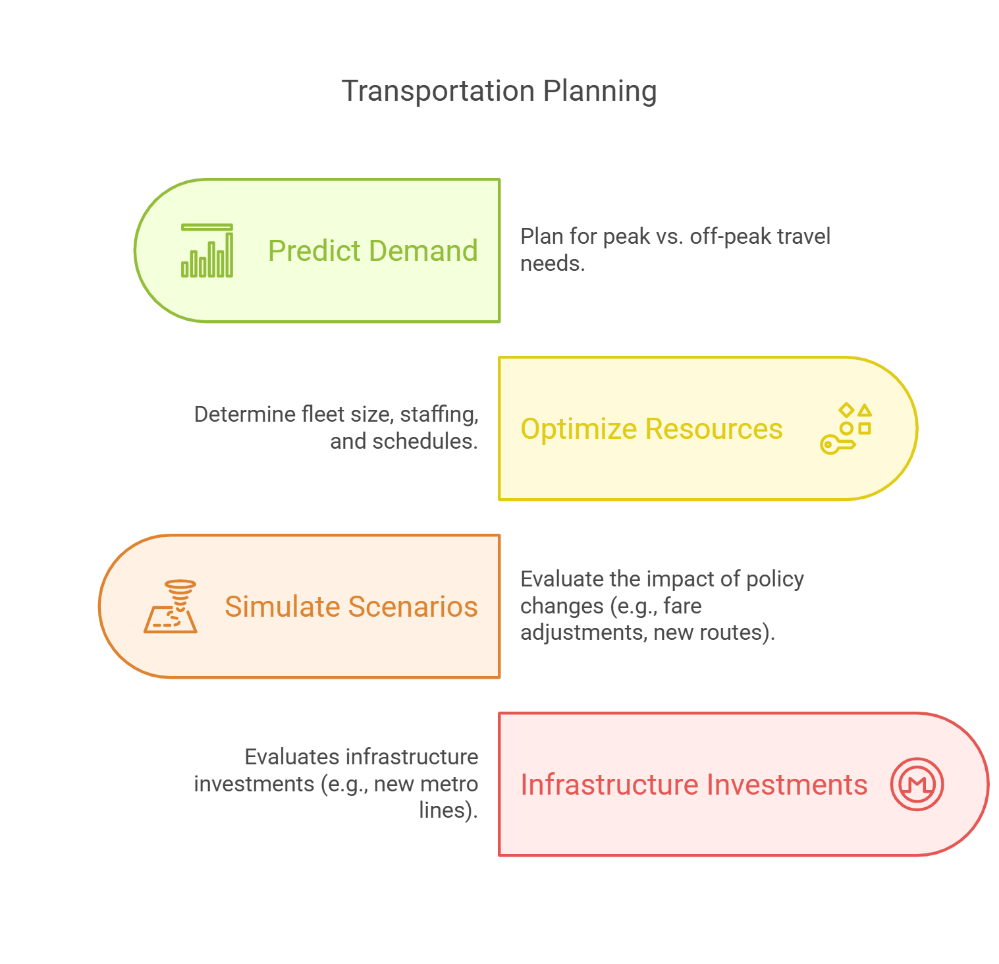 Transportation Planning
Predict Demand
Plan for peak vs. off-peak travel
needs.
Determine fleet size, staffing,
and schedules.
Optimize Resources
Simulate Scenarios
Evaluate the impact of policy
changes (e.g., fare
adjustments, new routes).
Evaluates infrastructure
investments (e.g., new metro
lines).
Infrastructure Investments
M